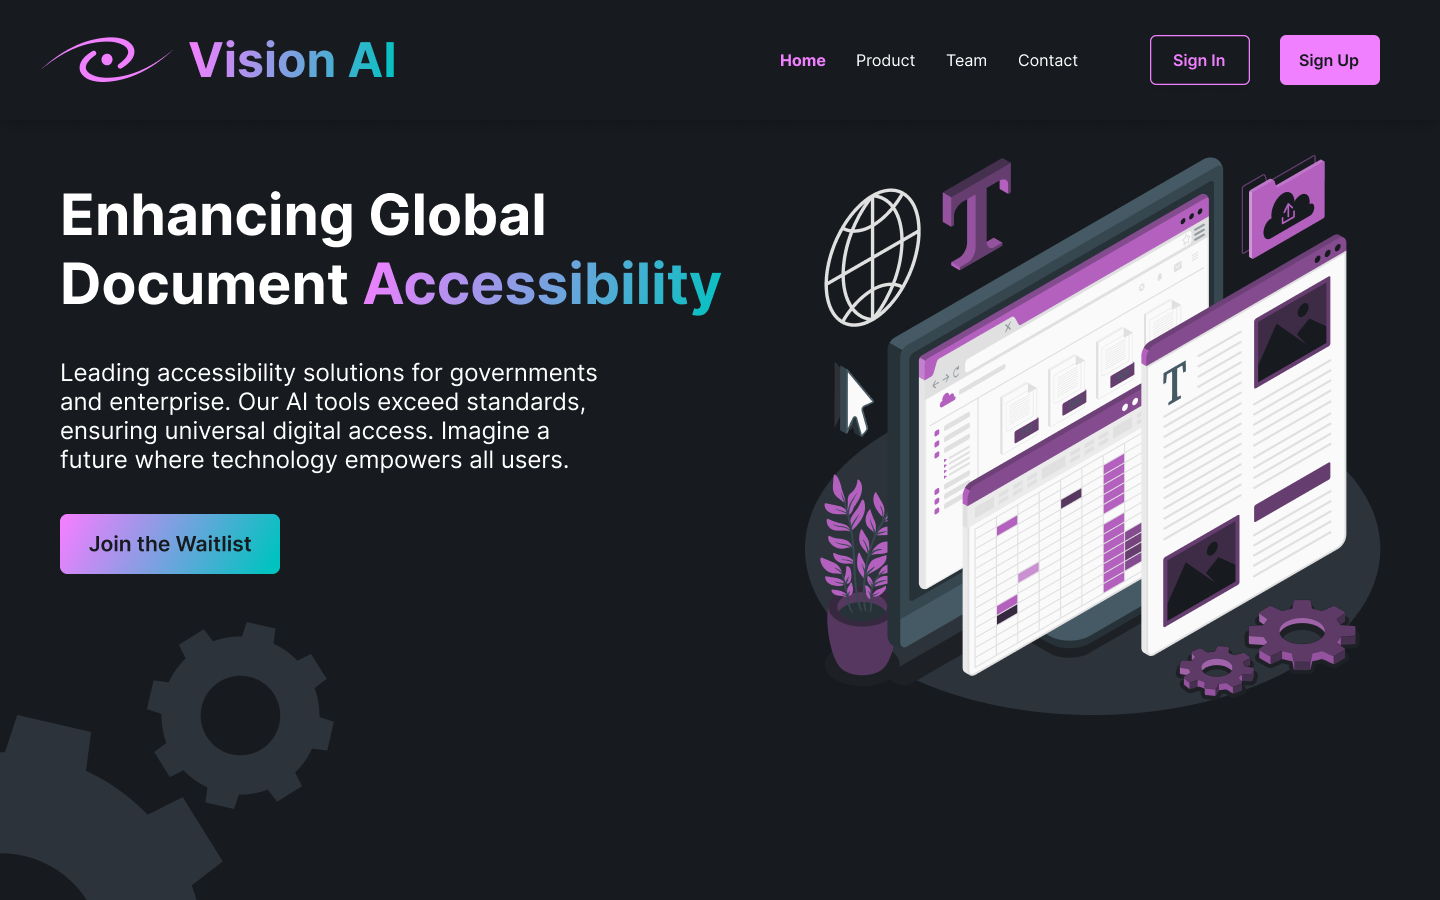 Vision AI
Home
Product
Team
Contact
Sign In
Sign Up
Enhancing Global
Document Accessibility
Leading accessibility solutions for governments
and enterprise. Our AI tools exceed standards,
ensuring universal digital access. Imagine a
future where technology empowers all users.
Join the Waitlist
T
X
T